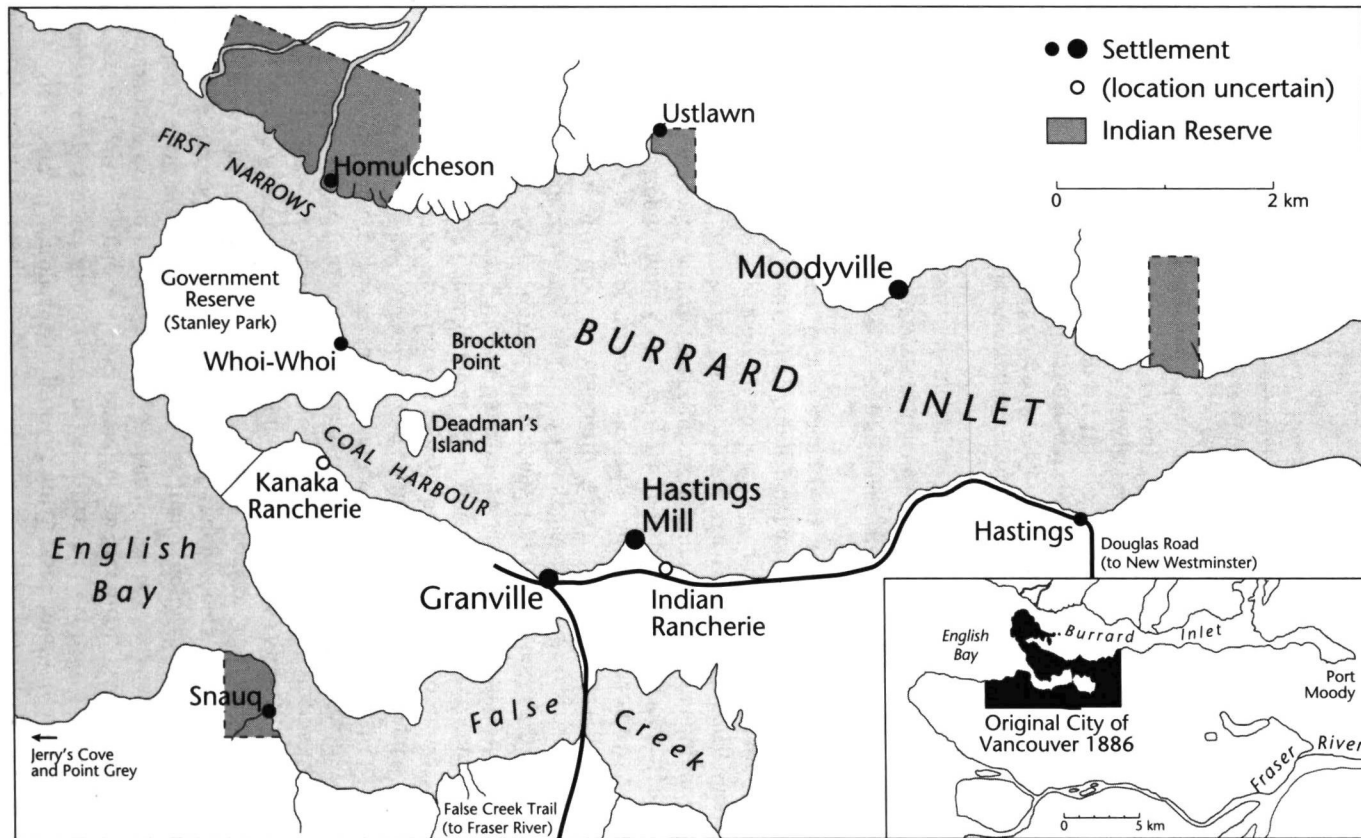 Settlement
(location uncertain)
Indian Reserve
0 2 km
FIRST NARROWS
Homulcheson
Ustlawn
Moodyville
Government
Reserve
(Stanley Park)
Whoi-Whoi
Brockton
Point
BURRARD INLET
Deadman's
Island
COAL HARBOUR
Kanaka
Rancherie
English
Bay
Hastings
Mill
Granville
Indian
Rancherie
Hastings
Douglas Road
(to New Westminster)
Snauq
False Creek
Jerry's Cove
and Point Grey
False Creek Trail
(to Fraser River)
English
Bay
Burrard Inlet
Port
Moody
Original City of
Vancouver 1886
Fraser River
0 5 km